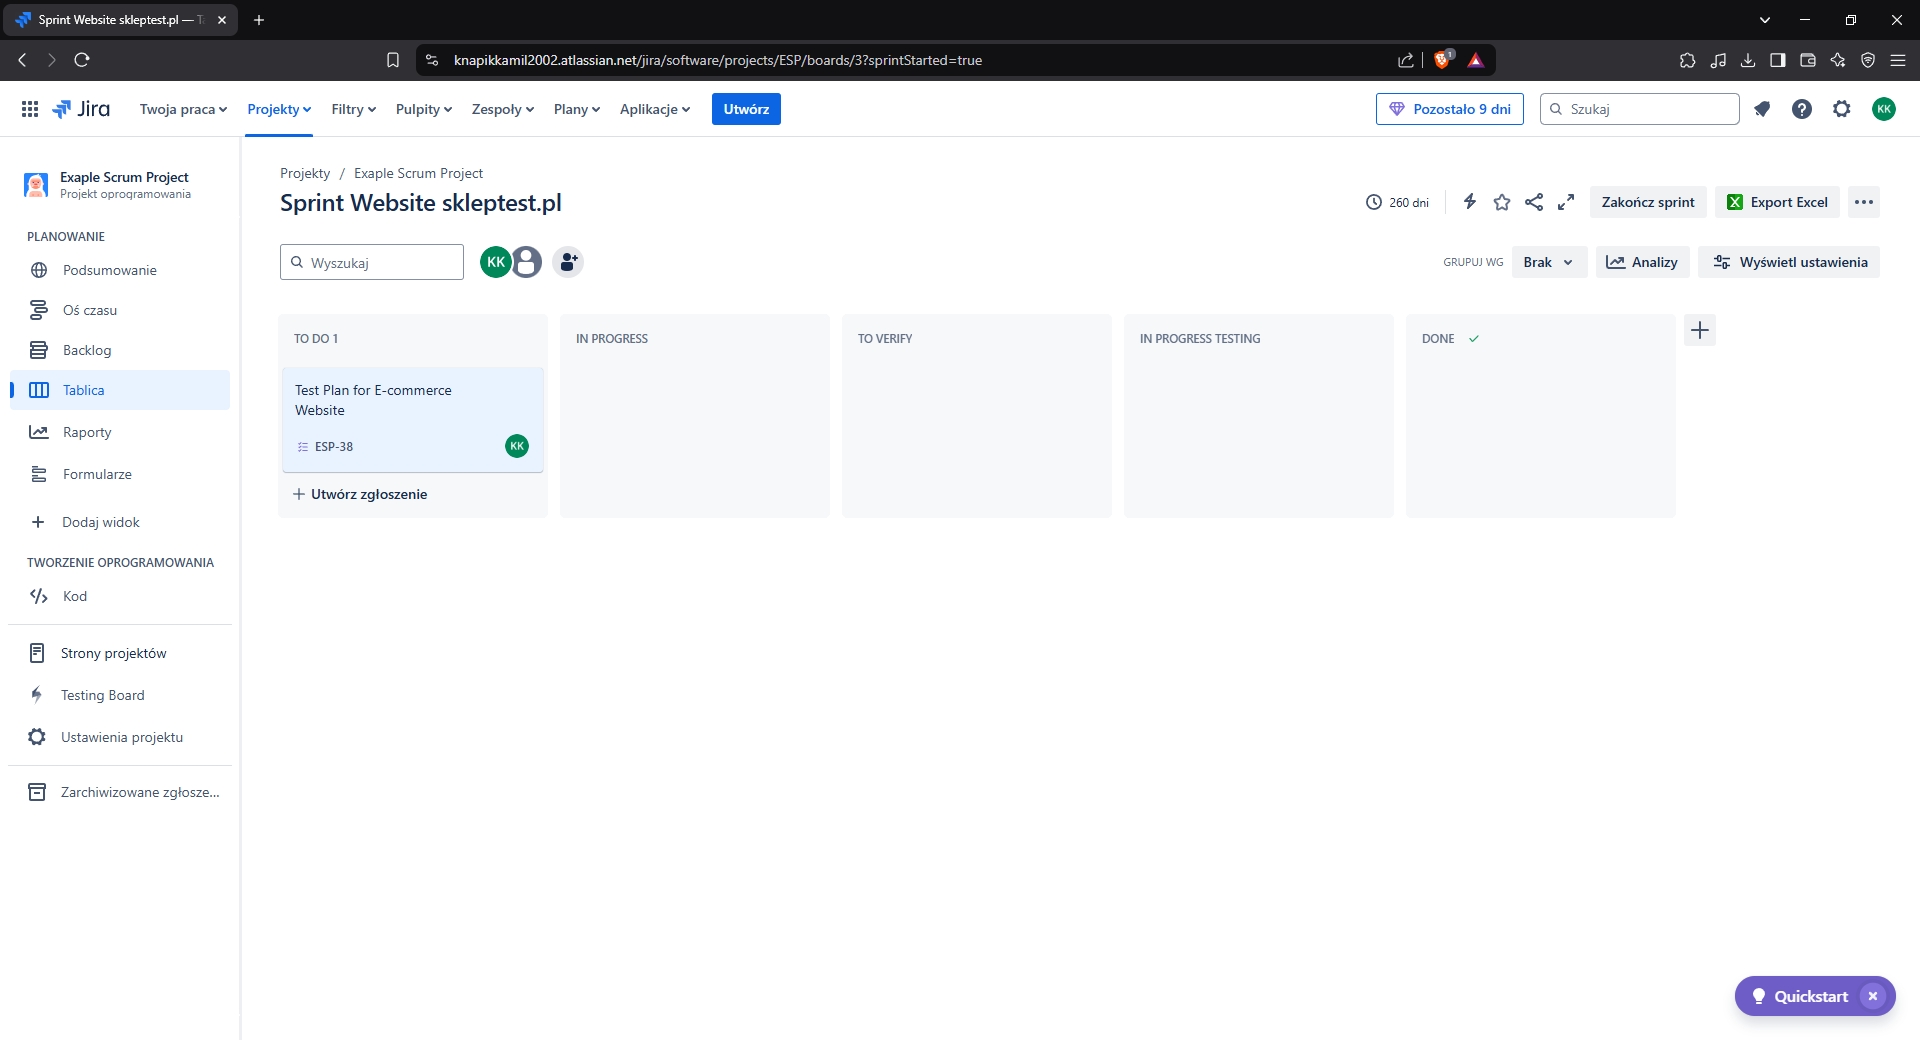 Sprint Website skleptest.pl — T
knapikkamil2002.atlassian.net/jira/software/projects/ESP/boards/3?sprintStarted=true
1
Jira
Twoja praca
Projekty
Filtry
Pulpity
Zespoły
Plany
Aplikacje
Utwórz
Pozostało 9 dni
Szukaj
KK
Exaple Scrum Project
Projekt oprogramowania
PLANOWANIE
Podsumowanie
Oś czasu
Backlog
Tablica
Raporty
Formularze
Dodaj widok
TWORZENIE OPROGRAMOWANIA
Kod
Strony projektów
Testing Board
Ustawienia projektu
Zarchiwizowane zgłosze...
Projekty / Exaple Scrum Project
Sprint Website skleptest.pl
260 dni
Zakończ sprint
Export Excel
Wyszukaj
KK
GRUPUJ WG
Brak
Analizy
Wyświetl ustawienia
TO DO 1
Test Plan for E-commerce
Website
ESP-38
KK
Utwórz zgłoszenie
IN PROGRESS
TO VERIFY
IN PROGRESS TESTING
DONE
Quickstart